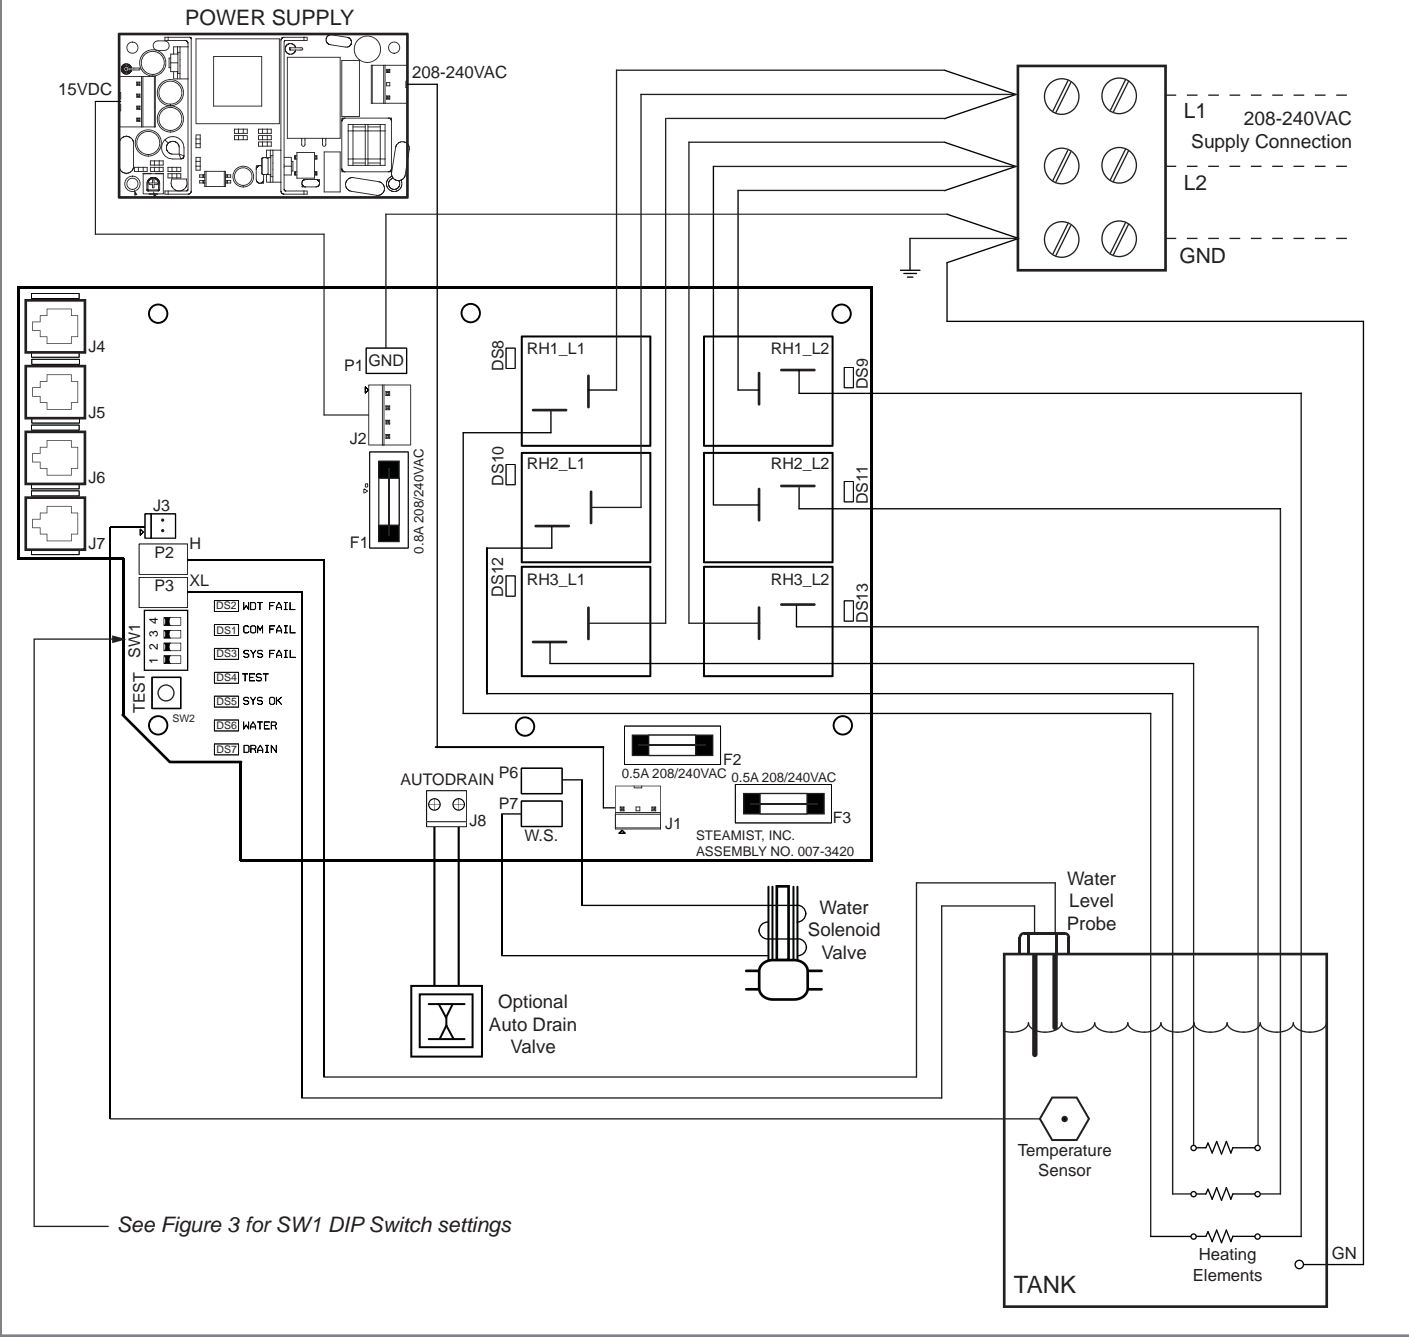 POWER SUPPLY
15VDC
208-240VAC
L1
208-240VAC
Supply Connection
L2
GND
J4
J5
J6
J7
P1
GND
J2
F1
0.8A 208/240VAC
DS8
RH1_L1
RH1_L2
DS9
DS10
RH2_L1
RH2_L2
DS11
DS12
RH3_L1
RH3_L2
DS13
J3
P2
H
P3
XL
SW1
4
3
2
1
TEST
SW2
DS2 WDT FAIL
DS1 COM FAIL
DS3 SYS FAIL
DS4 TEST
DS5 SYS OK
DS6 WATER
DS7 DRAIN
F2
0.5A 208/240VAC
0.5A 208/240VAC
F3
AUTODRAIN
J8
P6
P7
W.S.
J1
STEAMIST, INC.
ASSEMBLY NO. 007-3420
Water
Level
Probe
Water
Solenoid
Valve
Optional
Auto Drain
Valve
Temperature
Sensor
See Figure 3 for SW1 DIP Switch settings
Heating
Elements
GN
TANK